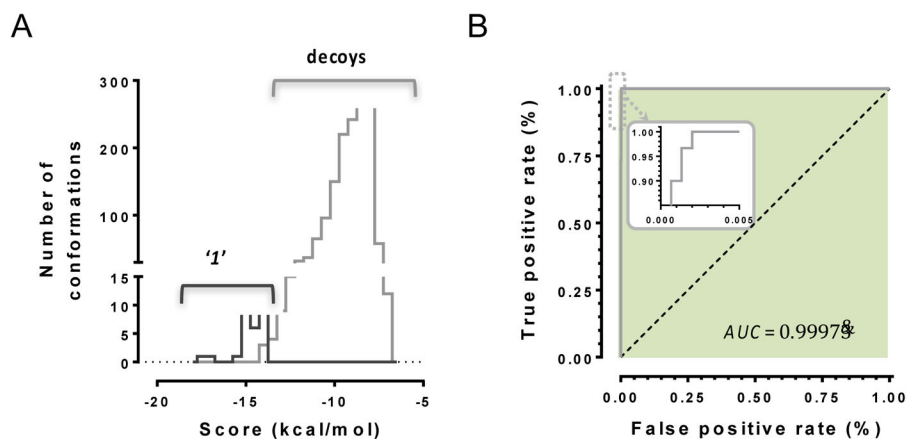 A
decoys
300
200
100
15
10
5
0
Number of
conformations
'1'
-20 -15 -10 -5
Score (kcal/mol)
B
1.00
0.75
0.50
0.25
0.00
True positive rate (%)
1.00
0.95
0.90
0.000 0.005
AUC = 0.9997
0.00 0.25 0.50 0.75 1.00
False positive rate (%)